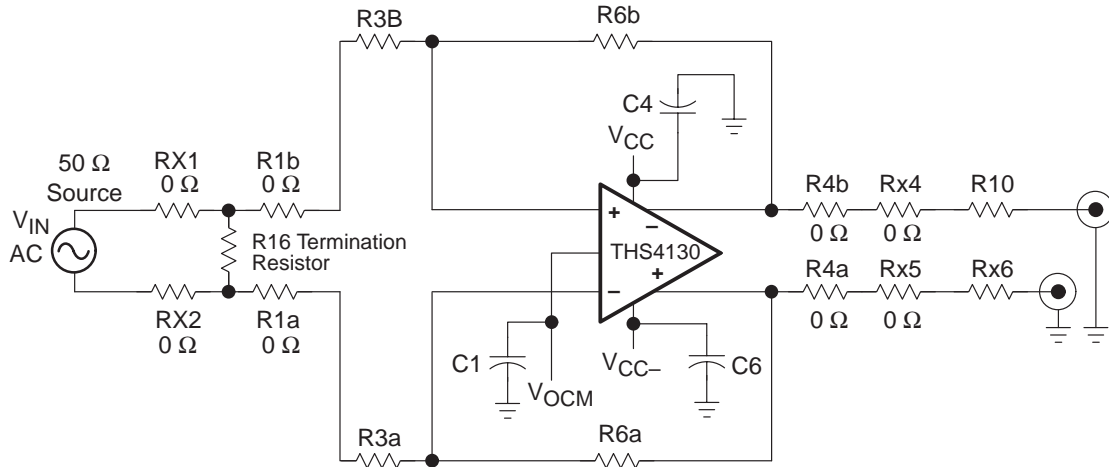 R3B
R6b
C4
VCC
50 Ω
Source
RX1
0 Ω
R1b
0 Ω
R4b
0 Ω
Rx4
0 Ω
R10
VIN
AC
R16 Termination
Resistor
+
−
THS4130
+
−
R4a
0 Ω
Rx5
0 Ω
Rx6
RX2
0 Ω
R1a
0 Ω
C1
VOCM
VCC−
C6
R3a
R6a